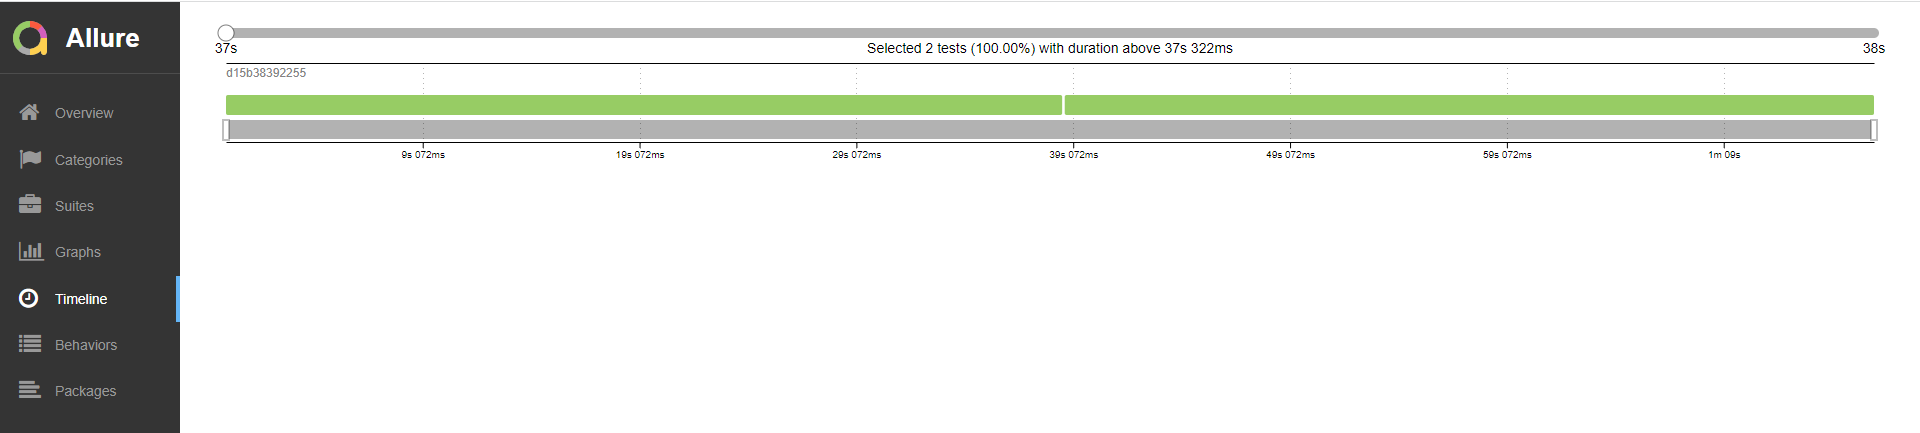 Allure
Overview
Categories
Suites
Graphs
Timeline
Behaviors
Packages
37s
Selected 2 tests (100.00%) with duration above 37s 322ms
38s
d15b38392255
9s 072ms
19s 072ms
29s 072ms
39s 072ms
49s 072ms
59s 072ms
1m 09s